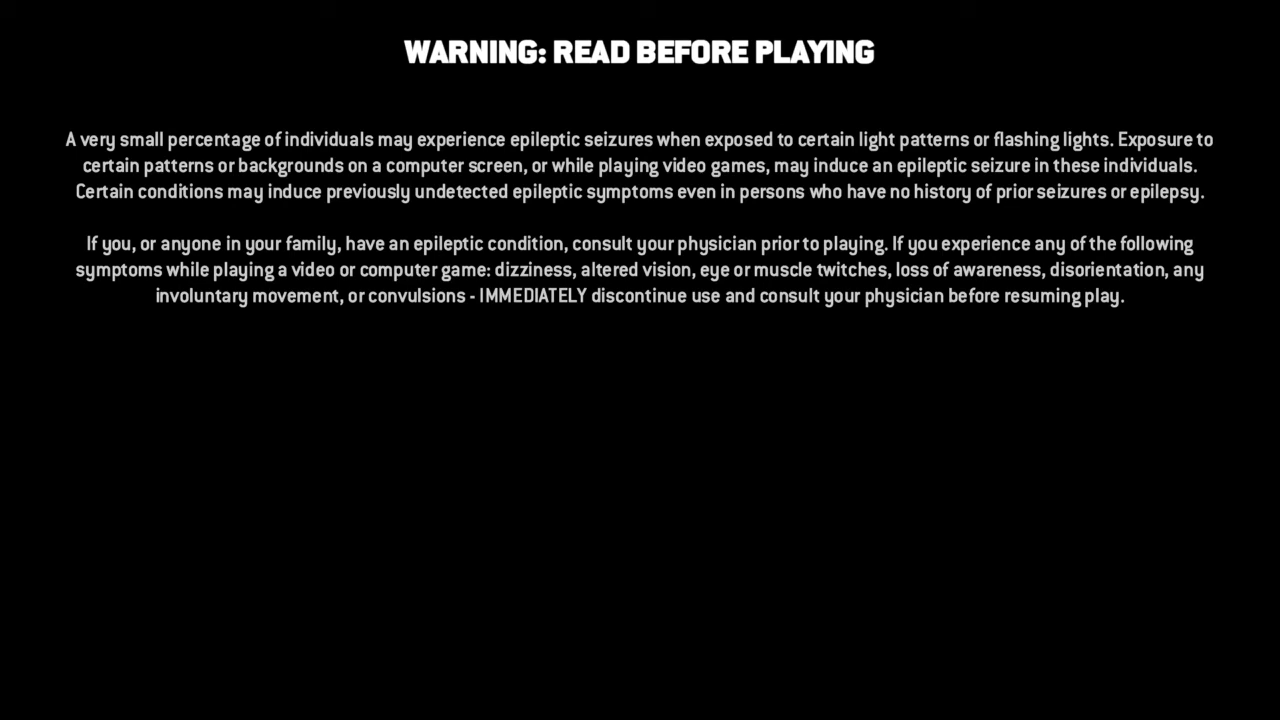 WARNING: READ BEFORE PLAYING
A very small percentage of individuals may experience epileptic seizures when exposed to certain light patterns or flashing lights. Exposure to
certain patterns or backgrounds on a computer screen, or while playing video games, may induce an epileptic seizure in these individuals.
Certain conditions may induce previously undetected epileptic symptoms even in persons who have no history of prior seizures or epilepsy.
If you, or anyone in your family, have an epileptic condition, consult your physician prior to playing. If you experience any of the following
symptoms while playing a video or computer game: dizziness, altered vision, eye or muscle twitches, loss of awareness, disorientation, any
involuntary movement, or convulsions - IMMEDIATELY discontinue use and consult your physician before resuming play.